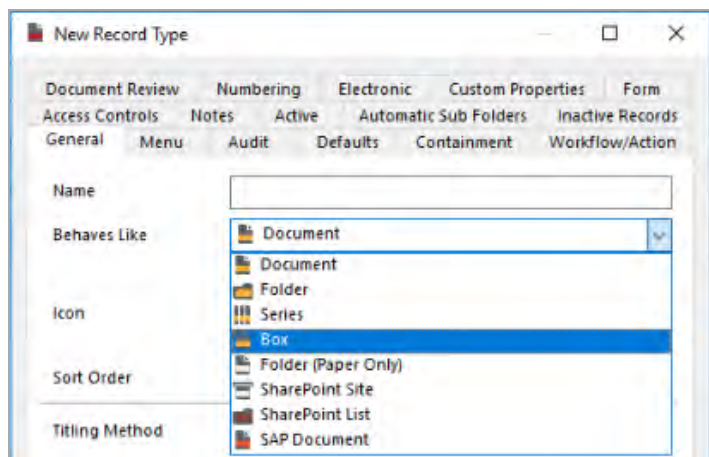 New Record Type
Document Review Numbering Electronic Custom Properties Form
Access Controls Notes Active Automatic Sub Folders Inactive Records
General Menu Audit Defaults Containment Workflow/Action
Name
Behaves Like Document
Document
Folder
Icon Series
Box
Folder (Paper Only)
Sort Order SharePoint Site
SharePoint List
Titling Method SAP Document